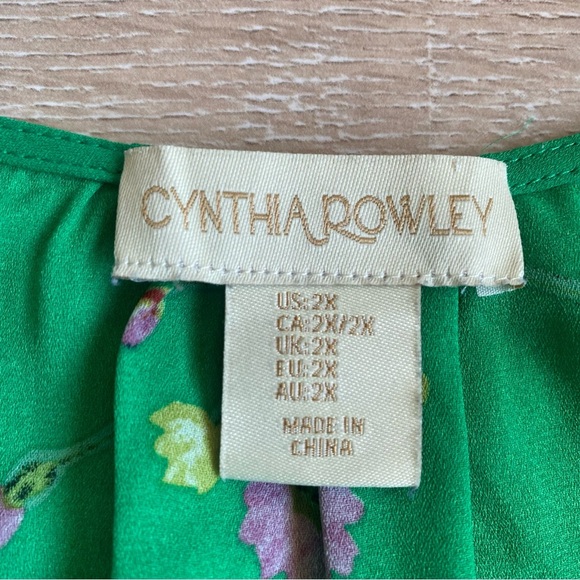 CYNTHIA ROWLEY
US:2X
CA:2X/2X
UK:2X
EU:2X
AU:2X
MADE IN
CHINA